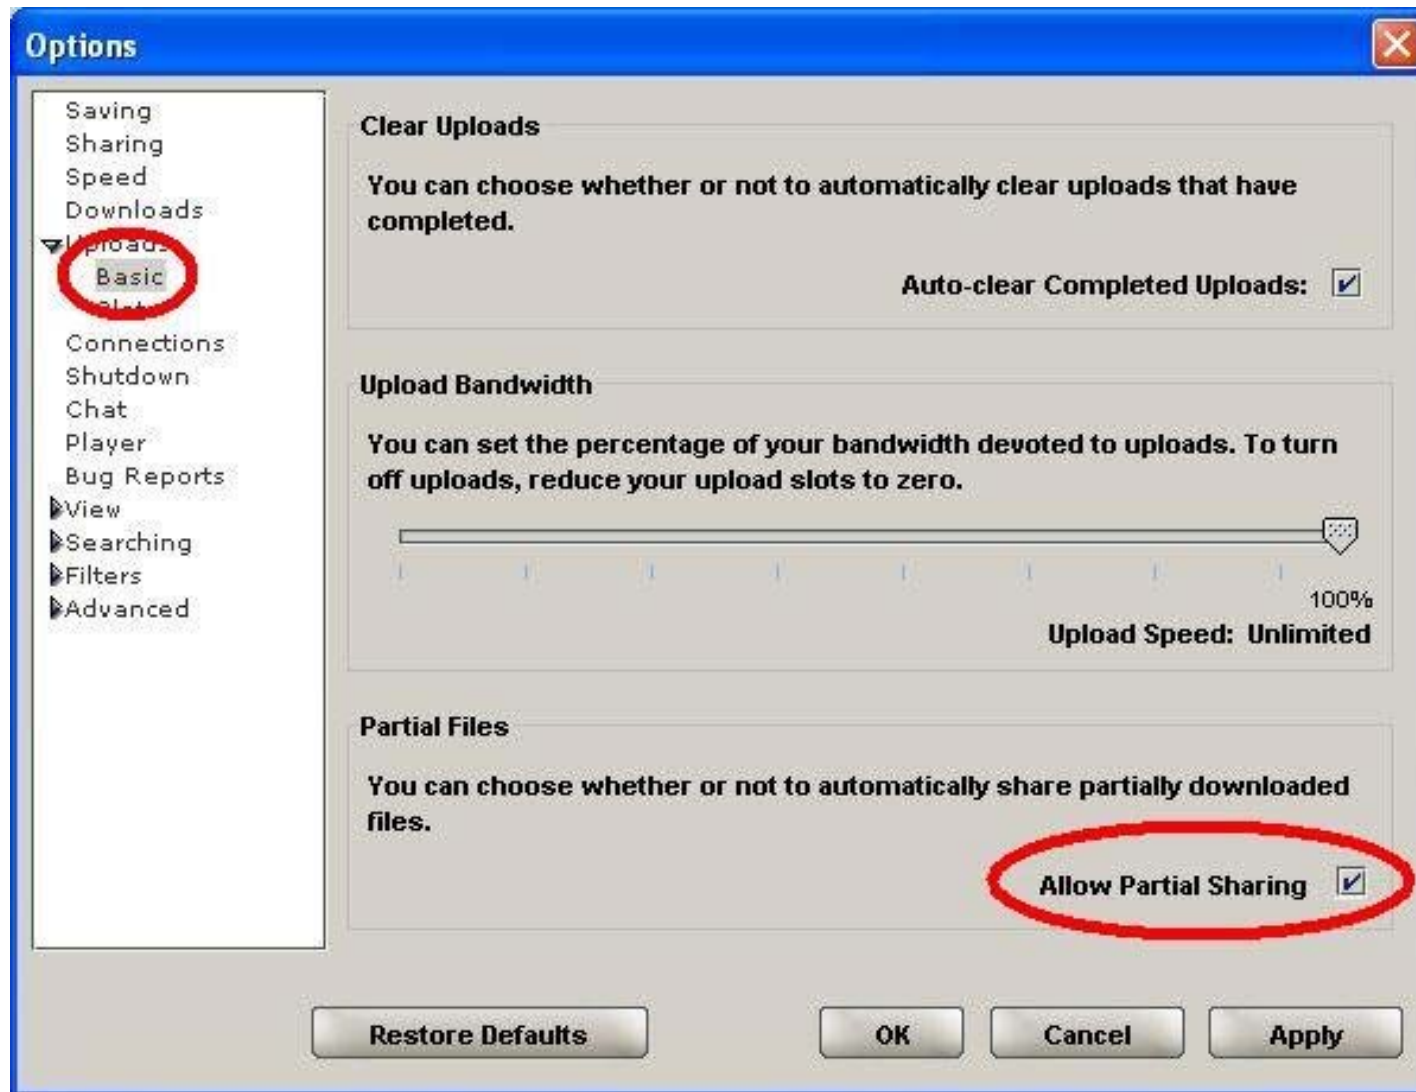 Options
Saving
Sharing
Speed
Downloads
Uploads
Basic
Connections
Shutdown
Chat
Player
Bug Reports
View
Searching
Filters
Advanced
Clear Uploads
You can choose whether or not to automatically clear uploads that have
completed.
Auto-clear Completed Uploads:
Upload Bandwidth
You can set the percentage of your bandwidth devoted to uploads. To turn
off uploads, reduce your upload slots to zero.
100%
Upload Speed: Unlimited
Partial Files
You can choose whether or not to automatically share partially downloaded
files.
Allow Partial Sharing
Restore Defaults
OK
Cancel
Apply